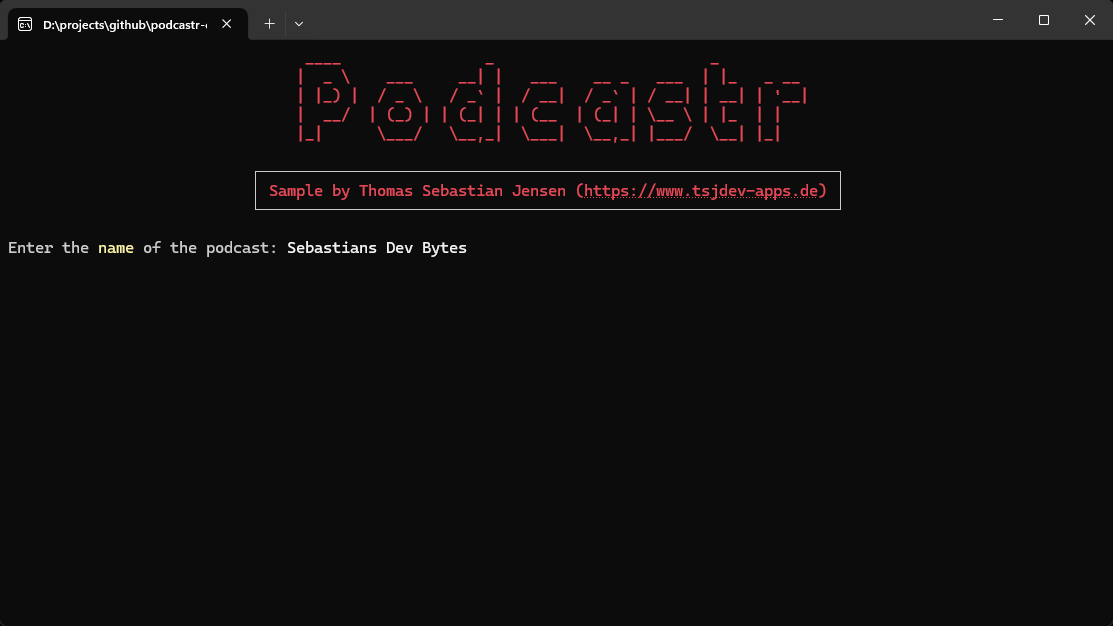 D:\projects\github\podcastr-
Podcastr
Sample by Thomas Sebastian Jensen (https://www.tsjdev-apps.de)
Enter the name of the podcast: Sebastians Dev Bytes